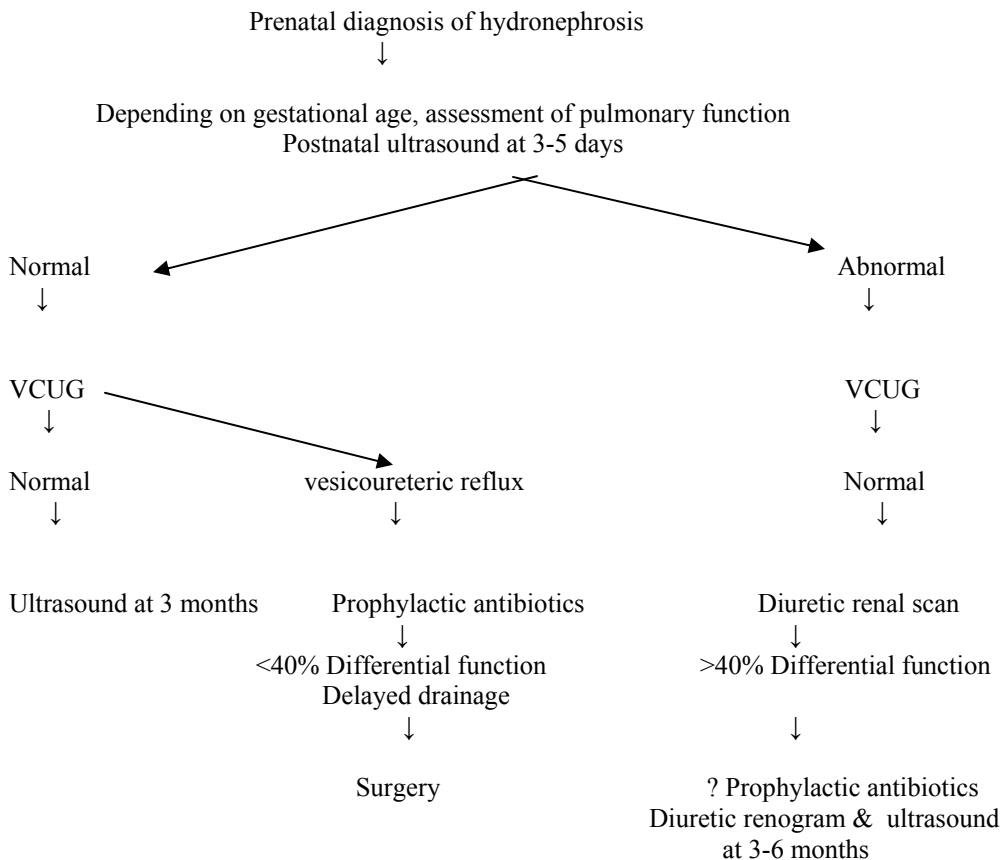 Prenatal diagnosis of hydronephrosis
↓
Depending on gestational age, assessment of pulmonary function
Postnatal ultrasound at 3-5 days
Normal Abnormal
↓ ↓
VCUG VCUG
↓ ↓
Normal vesicoureteric reflux Normal
↓ ↓ ↓
Ultrasound at 3 months Prophylactic antibiotics Diuretic renal scan
↓ ↓
<40% Differential function >40% Differential function
Delayed drainage
↓ ↓
Surgery ? Prophylactic antibiotics
Diuretic renogram & ultrasound
at 3-6 months